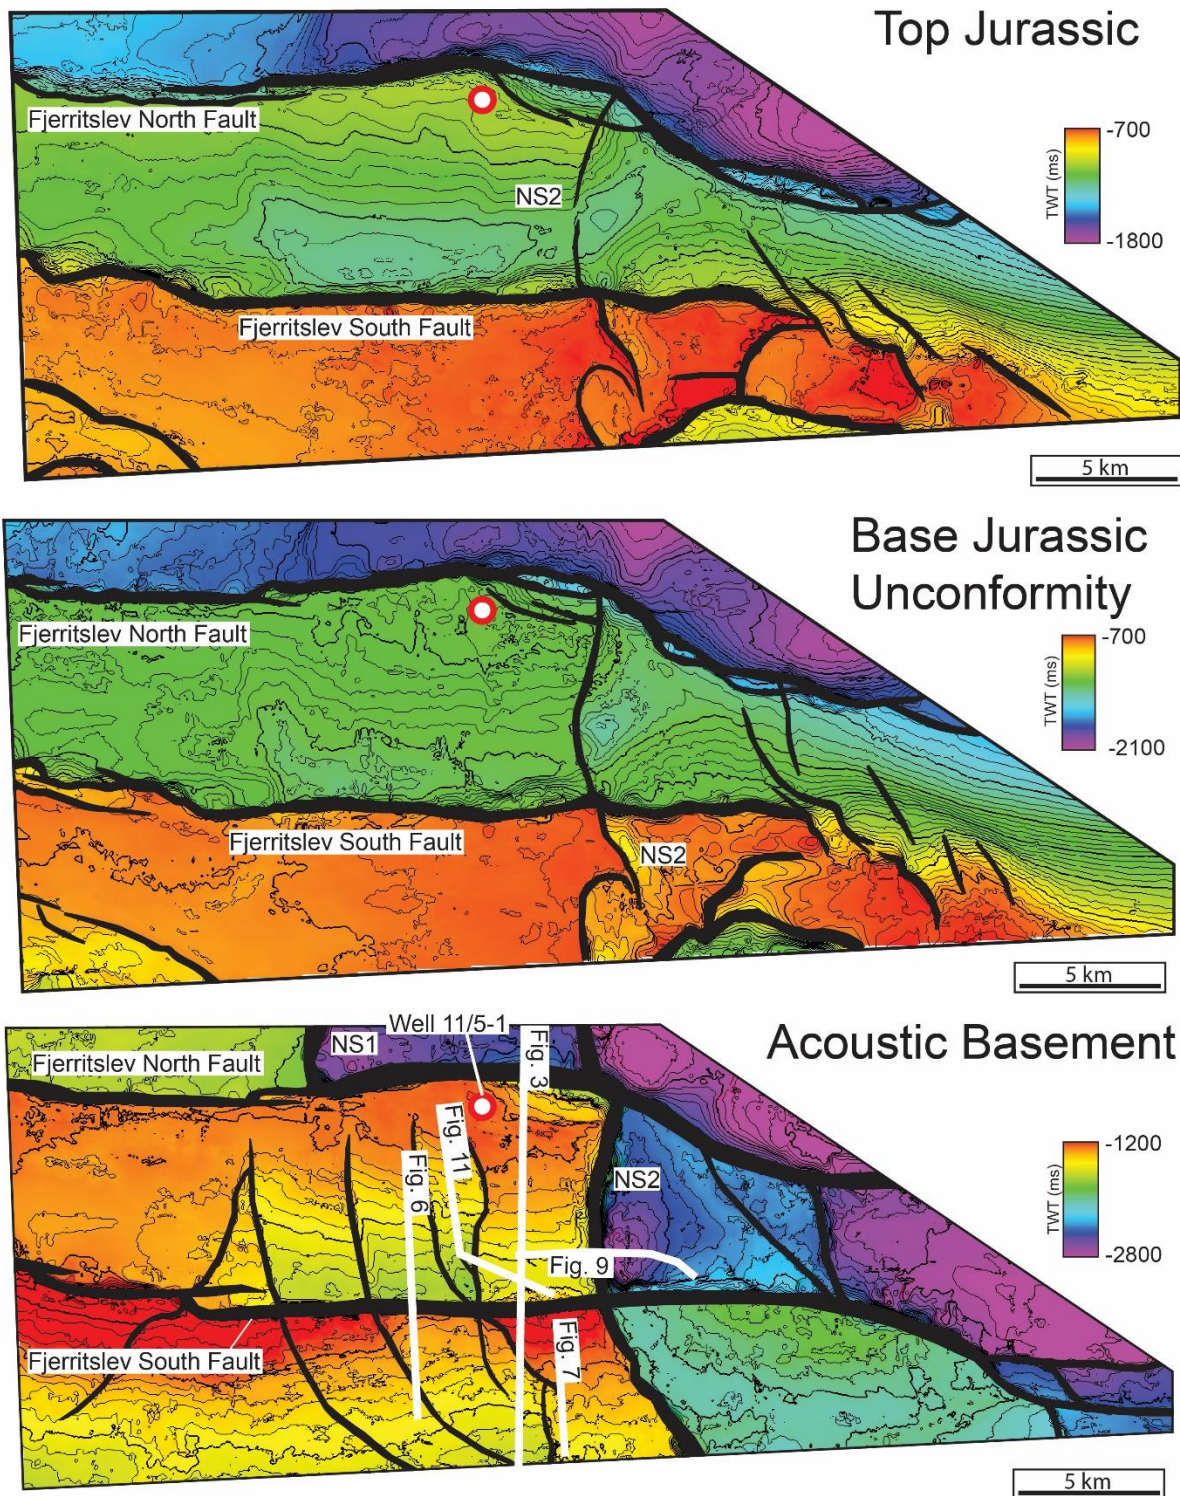 Top Jurassic
Fjerritslev North Fault
-700
TWT (ms)
-1800
NS2
Fjerritslev South Fault
5 km
Base Jurassic
Unconformity
Fjerritslev North Fault
-700
TWT (ms)
-2100
Fjerritslev South Fault
NS2
5 km
Well 11/5-1
Acoustic Basement
NS1
Fjerritslev North Fault
Fig. 3
Fig. 11
-1200
TWT (ms)
-2800
NS2
Fig. 6
Fig. 9
Fjerritslev South Fault
Fig. 7
5 km